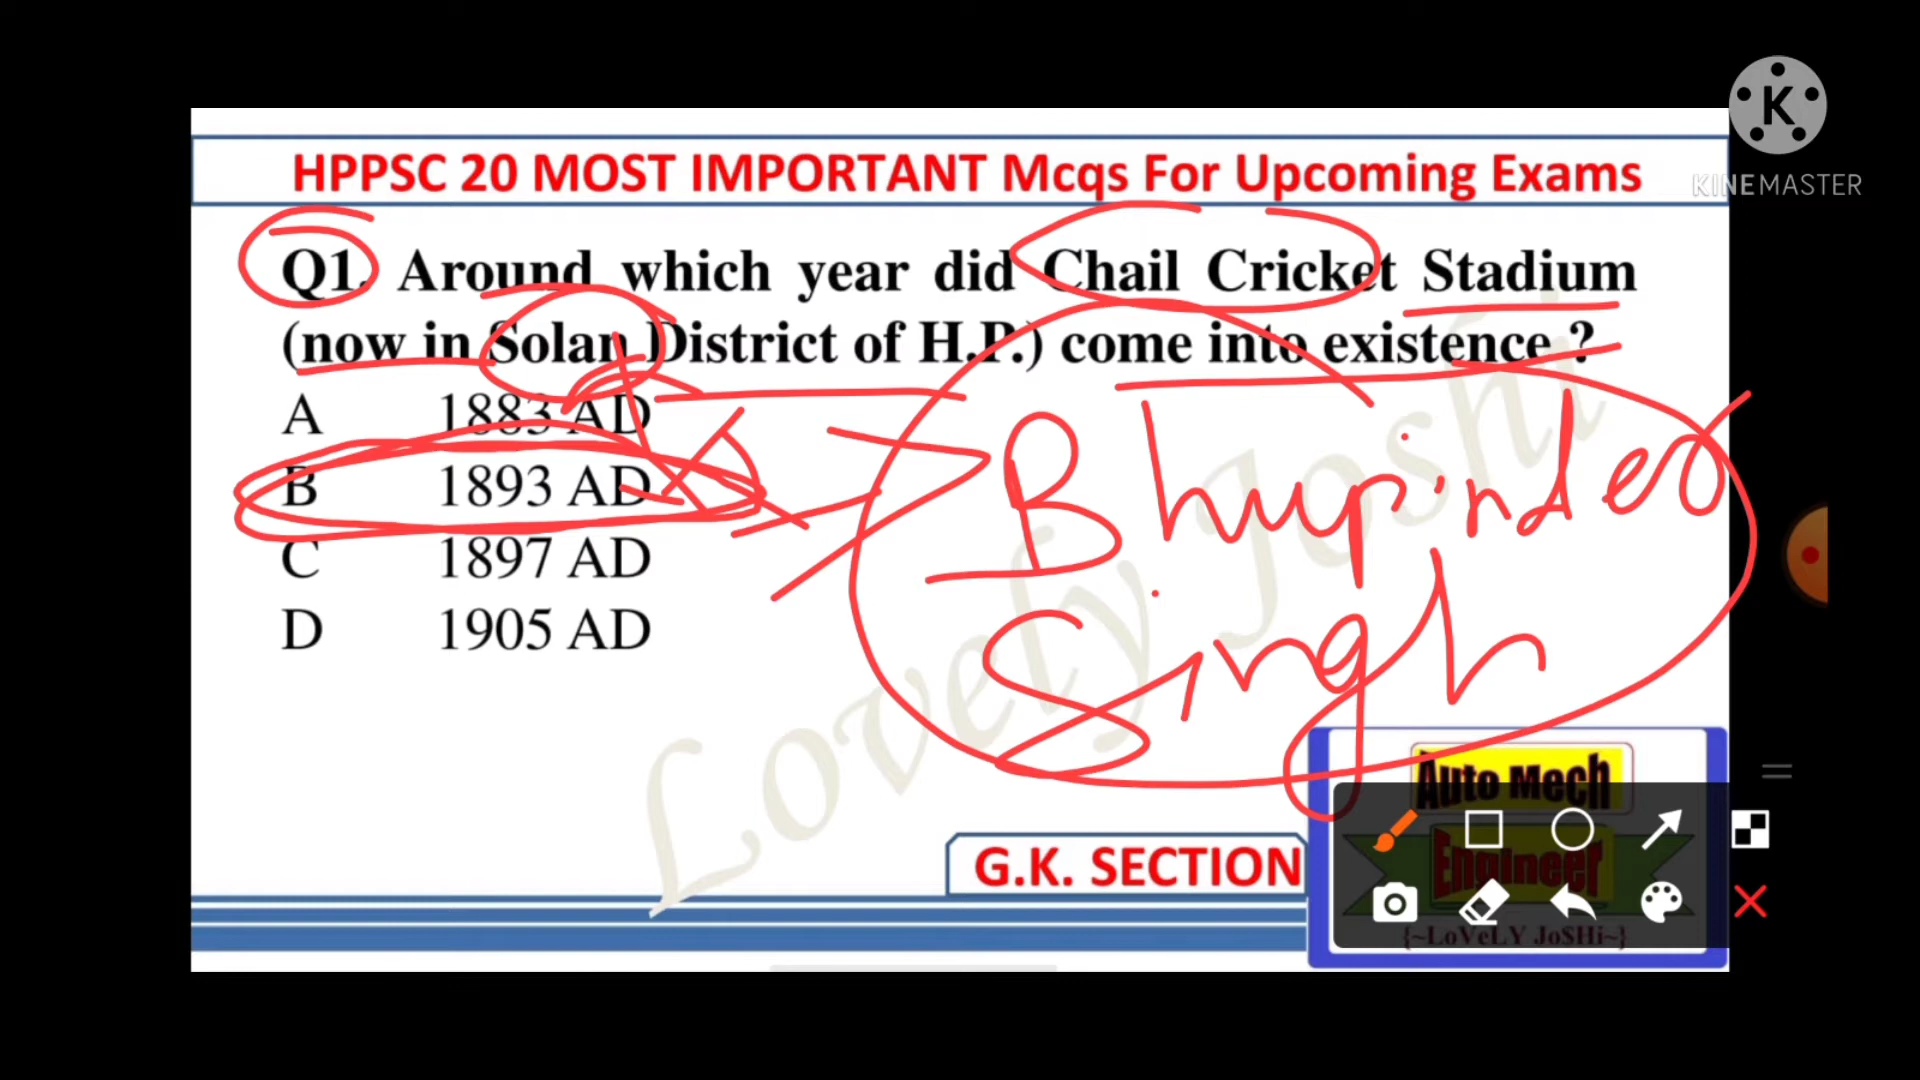 KINEMASTER
HPPSC 20 MOST IMPORTANT Mcqs For Upcoming Exams
Q1. Around which year did Chail Cricket Stadium
(now in Solan District of H.P.) come into existence ?
A 1883 AD
B 1893 AD
C 1897 AD
D 1905 AD
Bhupinder
Singh
Lovely Joshi
Auto Mech
Engineer
{~LoVeLY Jo$Hi~}
G.K. SECTION